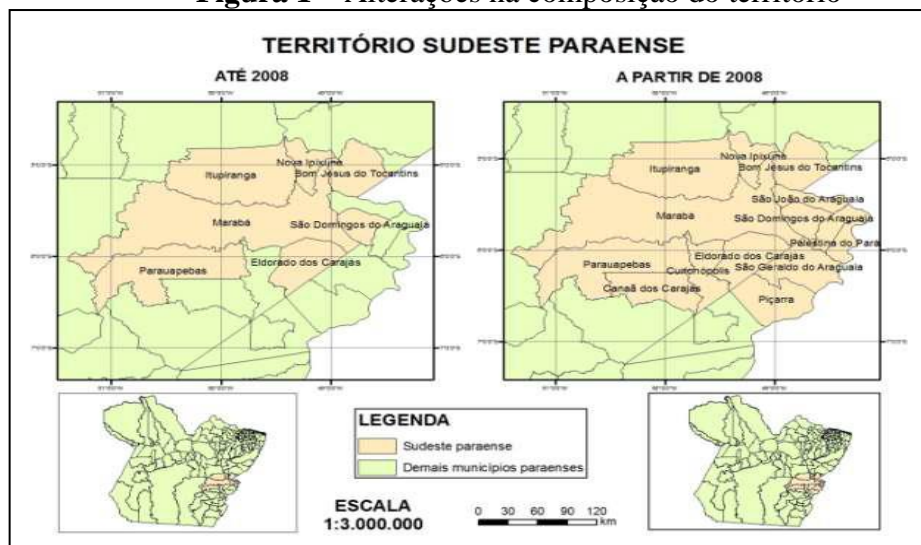 Figura 1 – Alterações na composição do território
TERRITÓRIO SUDESTE PARAENSE
ATÉ 2008
A PARTIR DE 2008
Nova Ipixuna
Itupiranga
Bom Jesus do Tocantins
Marabá
São Domingos do Araguaia
Eldorado dos Carajas
Parauapebas
Nova Ipixuna
Itupiranga
Bom Jesus do Tocantins
São João do Araguaia
Marabá
São Domingos do Araguaia
Palestina do Para
Eldorado dos Carajas
Parauapebas
Curionópolis
São Geraldo do Araguaia
Canaã dos Carajas
Piçarra
LEGENDA
Sudeste paraense
Demais municípios paraenses
ESCALA
1:3.000.000
0 30 60 90 120
km